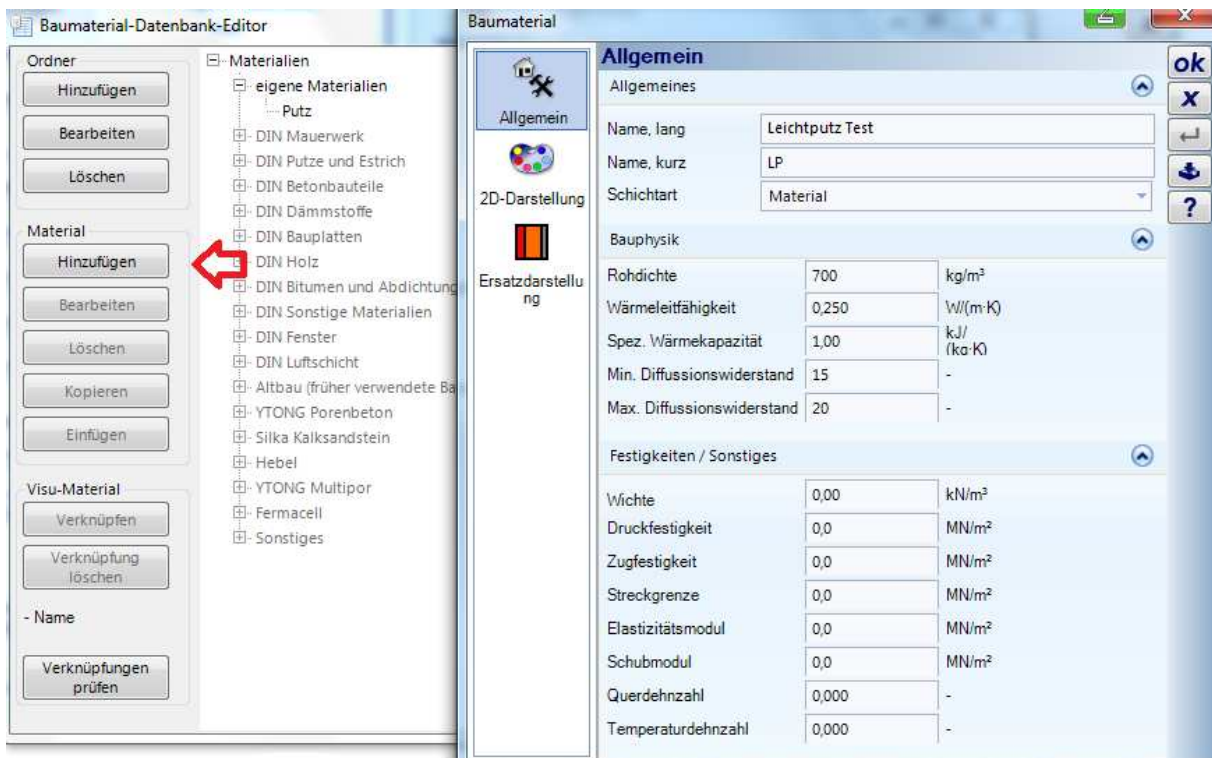 Baumaterial-Datenbank-Editor
Ordner
Hinzufügen
Bearbeiten
Löschen
Material
Hinzufügen
Bearbeiten
Löschen
Kopieren
Einfügen
Visu-Material
Verknüpfen
Verknüpfung
löschen
- Name
Verknüpfungen
prüfen
Materialien
eigene Materialien
Putz
DIN Mauerwerk
DIN Putze und Estrich
DIN Betonbauteile
DIN Dämmstoffe
DIN Bauplatten
DIN Holz
DIN Bitumen und Abdichtung
DIN Sonstige Materialien
DIN Fenster
DIN Luftschicht
Altbau (früher verwendete Ba
YTONG Porenbeton
Silka Kalksandstein
Hebel
YTONG Multipor
Fermacell
Sonstiges
Baumaterial
Allgemein
2D-Darstellung
Ersatzdarstellu
ng
Allgemein
Allgemeines
Name, lang Leichtputz Test
Name, kurz LP
Schichtart Material
Bauphysik
Rohdichte 700 kg/m³
Wärmeleitfähigkeit 0,250 W/(m·K)
Spez. Wärmekapazität 1,00 kJ/
(kg·K)
Min. Diffussionswiderstand 15 -
Max. Diffussionswiderstand 20 -
Festigkeiten / Sonstiges
Wichte 0,00 kN/m³
Druckfestigkeit 0,0 MN/m²
Zugfestigkeit 0,0 MN/m²
Streckgrenze 0,0 MN/m²
Elastizitätsmodul 0,0 MN/m²
Schubmodul 0,0 MN/m²
Querdehnzahl 0,000 -
Temperaturdehnzahl 0,000 -
ok
x
?